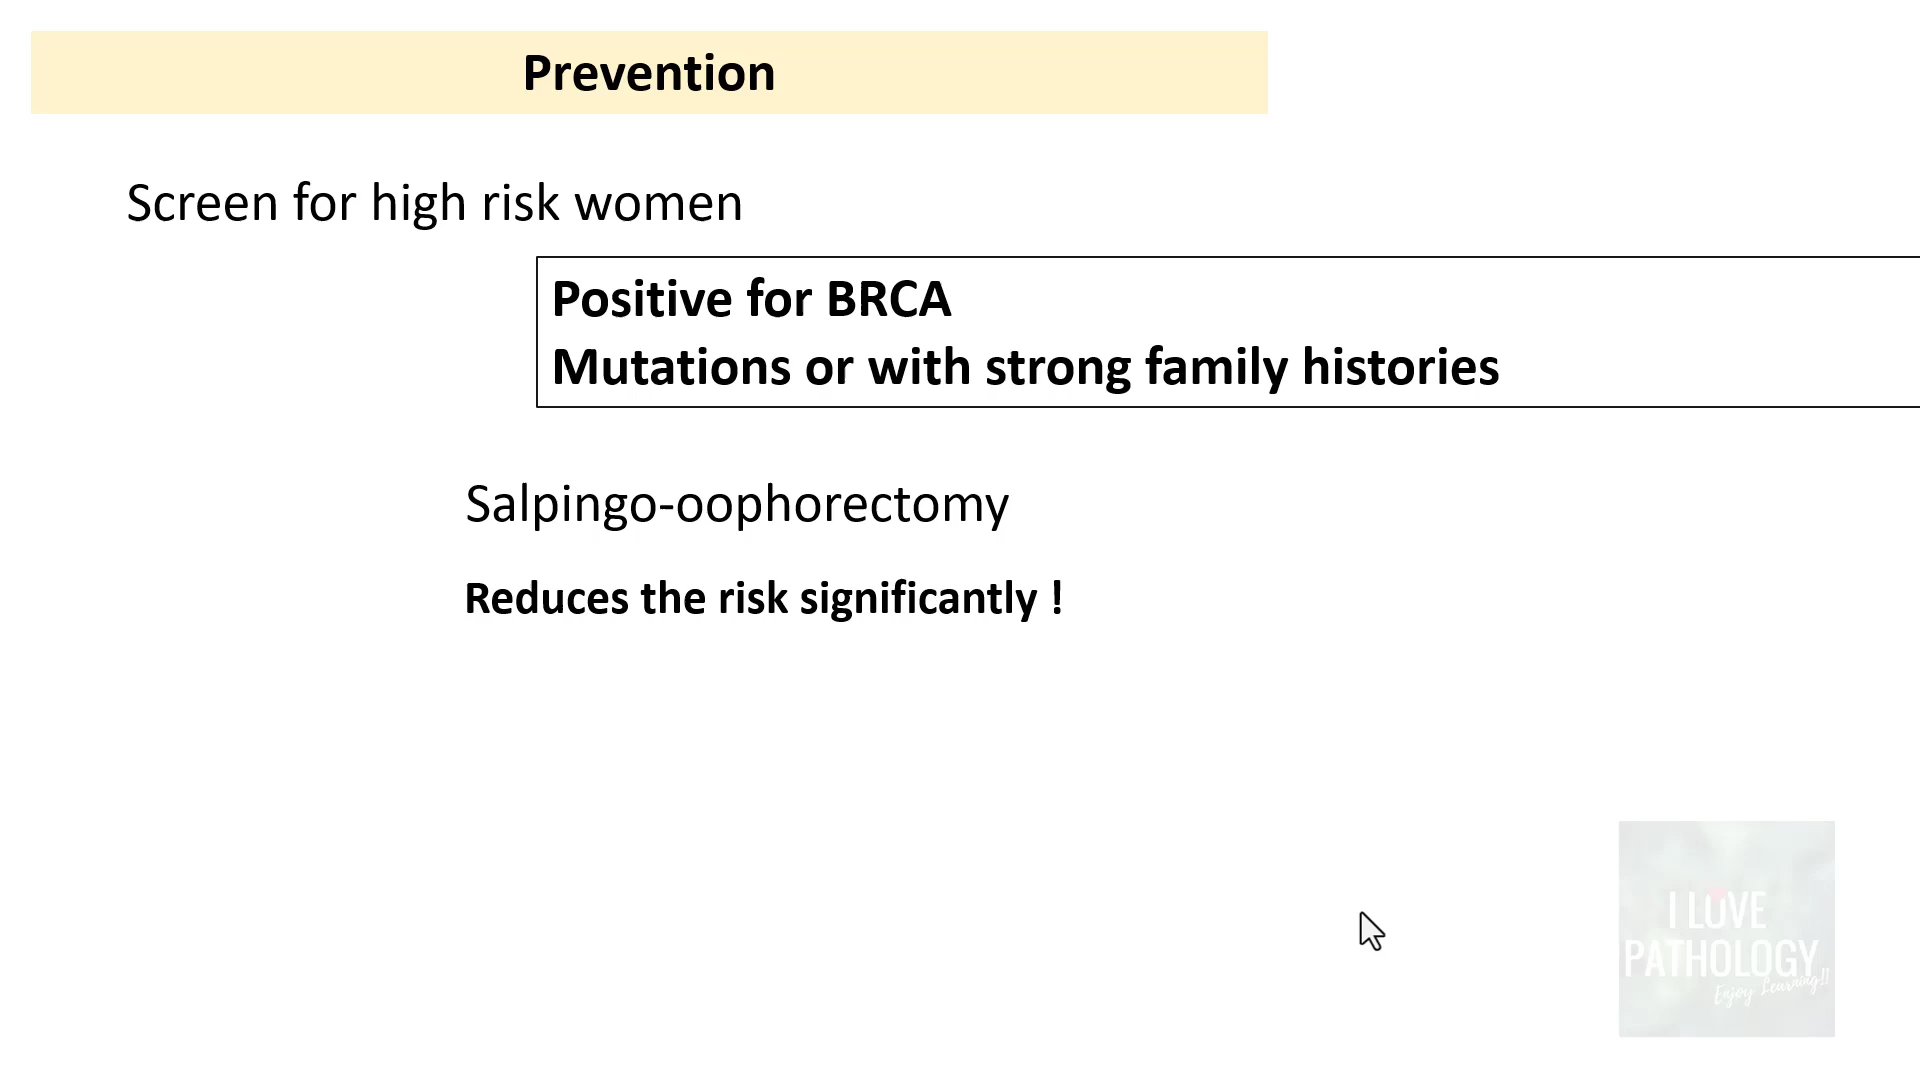 Prevention
Screen for high risk women
Positive for BRCA
Mutations or with strong family histories
Salpingo-oophorectomy
Reduces the risk significantly !
I LOVE
PATHOLOGY
Enjoy Learning!!